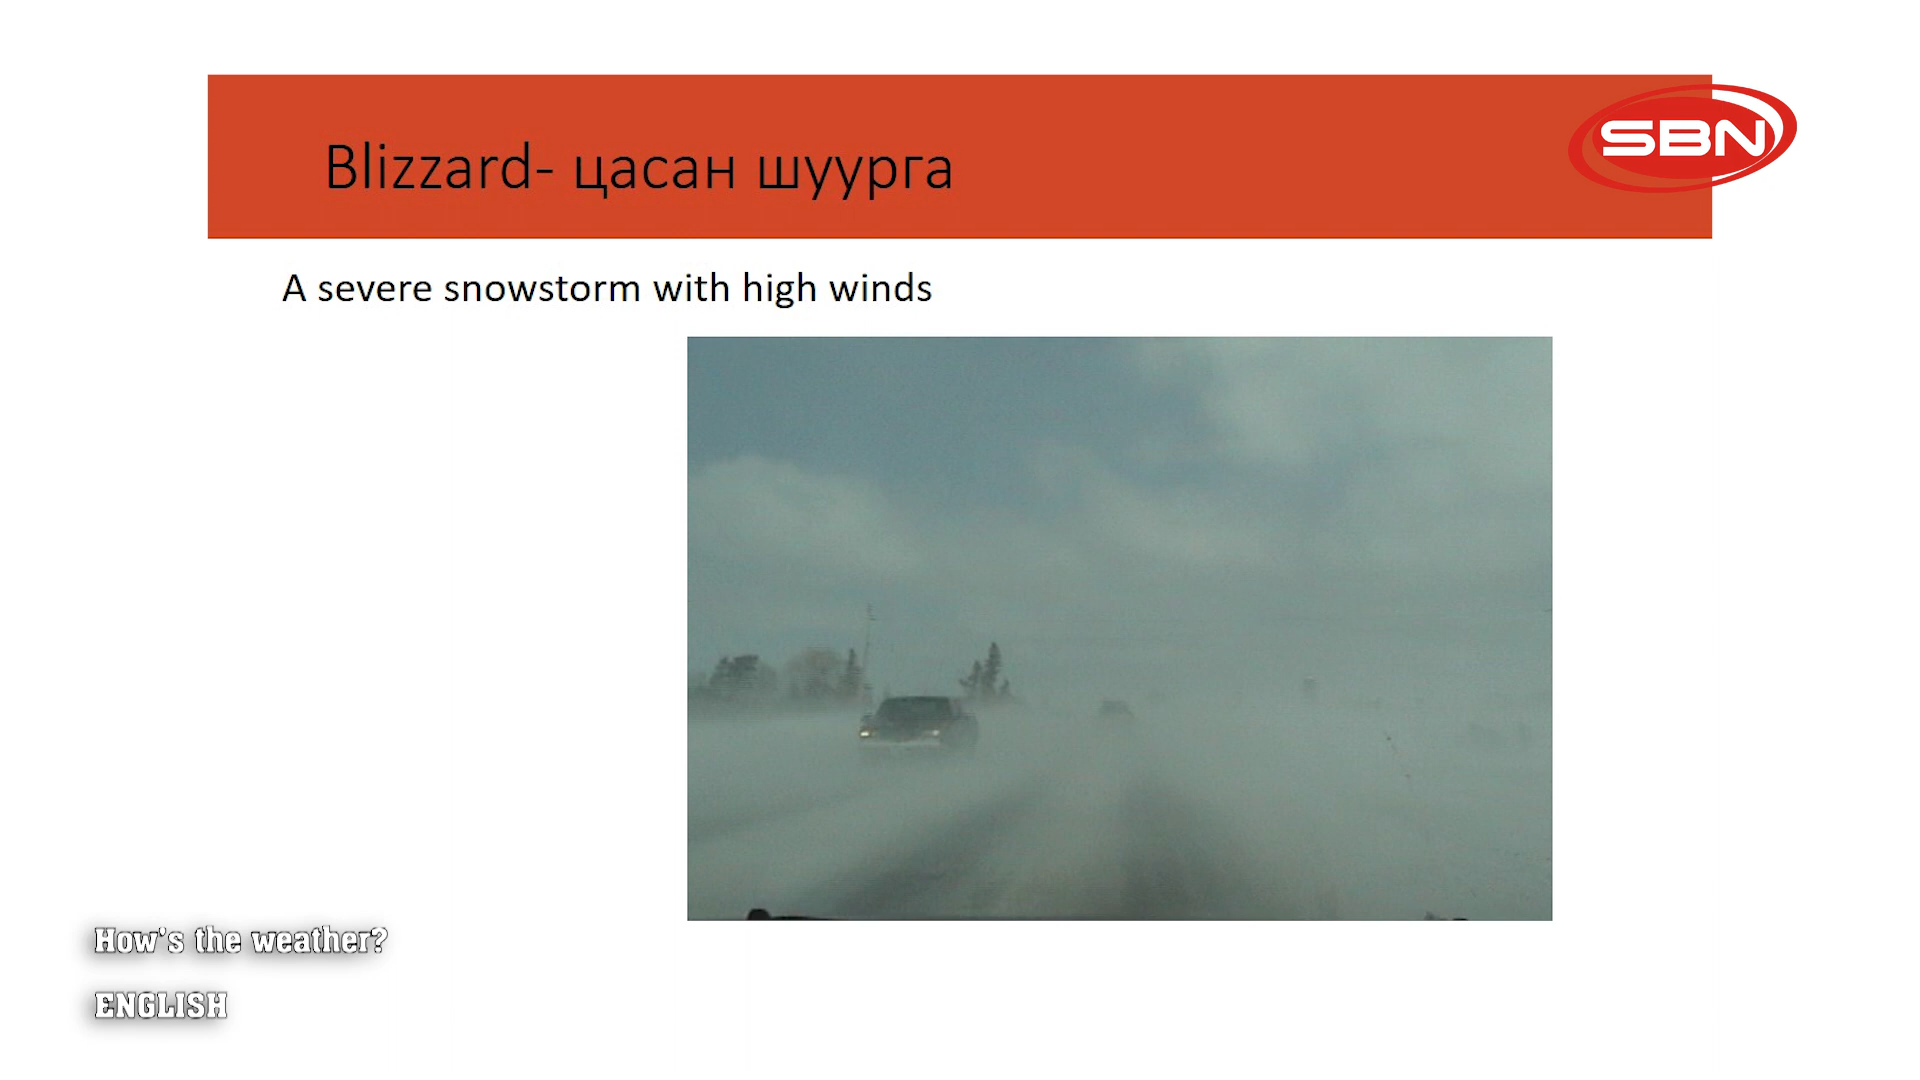 SBN
Blizzard- цасан шуурга
A severe snowstorm with high winds
How's the weather?
ENGLISH